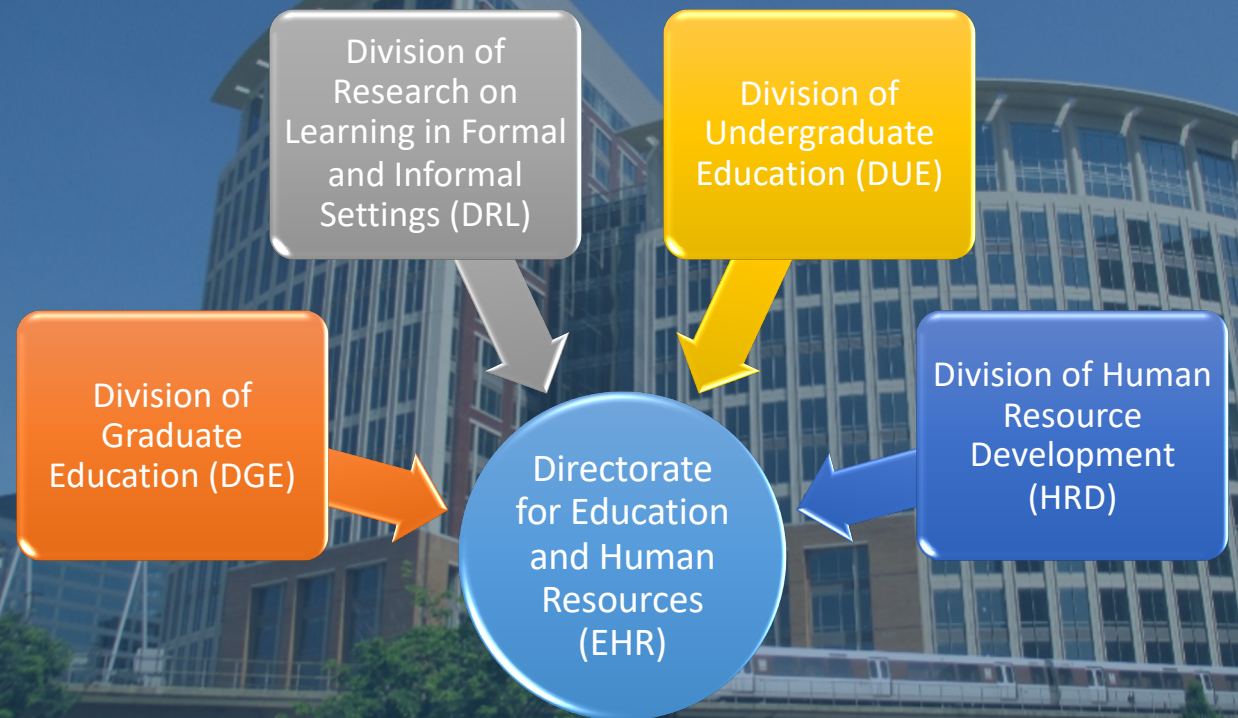 Division of
Research on
Learning in Formal
and Informal
Settings (DRL)
Division of
Undergraduate
Education (DUE)
Division of
Graduate
Education (DGE)
Division of Human
Resource
Development
(HRD)
Directorate
for Education
and Human
Resources
(EHR)